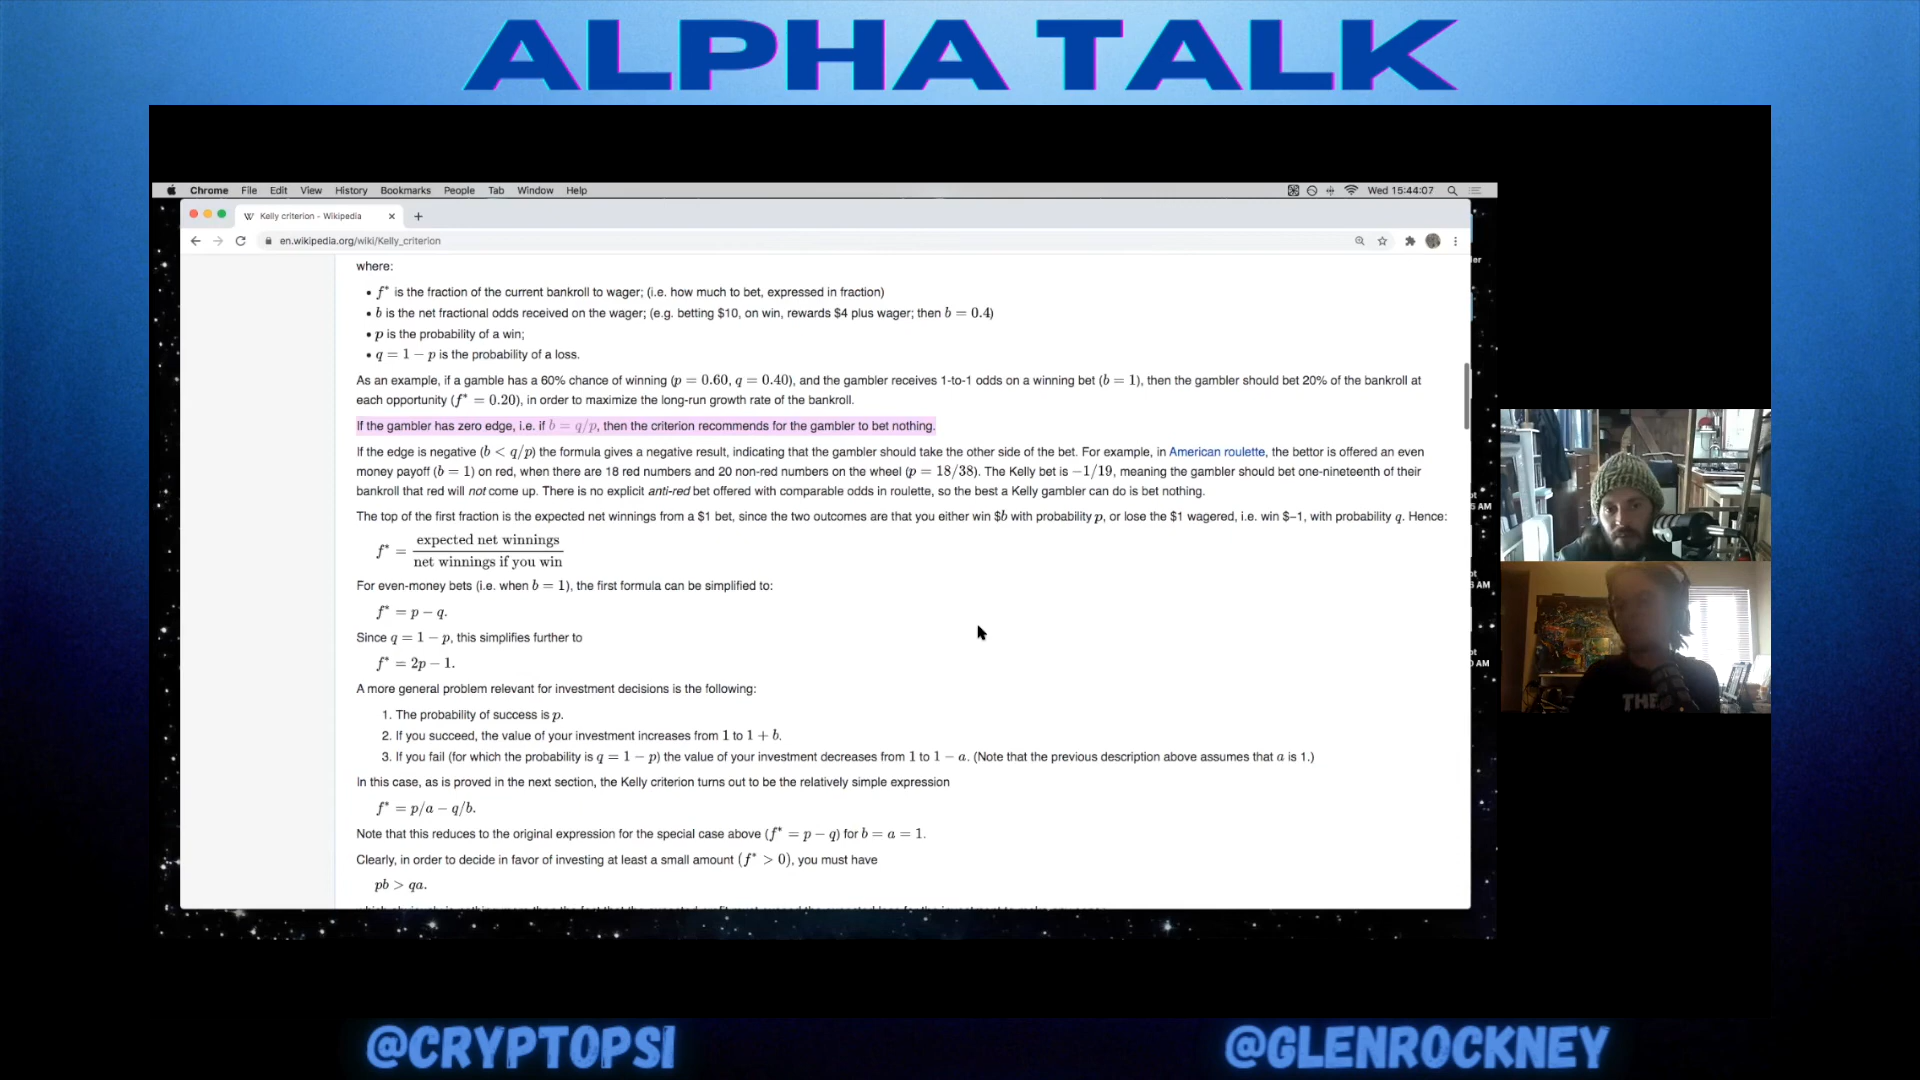 ALPHA TALK
Chrome File Edit View History Bookmarks People Tab Window Help Wed 15:44:07
Kelly criterion - Wikipedia
en.wikipedia.org/wiki/Kelly_criterion
where:
• f* is the fraction of the current bankroll to wager; (i.e. how much to bet, expressed in fraction)
• b is the net fractional odds received on the wager; (e.g. betting $10, on win, rewards $4 plus wager; then b = 0.4)
• p is the probability of a win;
• q = 1 − p is the probability of a loss.
As an example, if a gamble has a 60% chance of winning (p = 0.60, q = 0.40), and the gambler receives 1-to-1 odds on a winning bet (b = 1), then the gambler should bet 20% of the bankroll at
each opportunity (f* = 0.20), in order to maximize the long-run growth rate of the bankroll.
If the gambler has zero edge, i.e. if b = q/p, then the criterion recommends for the gambler to bet nothing.
If the edge is negative (b < q/p) the formula gives a negative result, indicating that the gambler should take the other side of the bet. For example, in American roulette, the bettor is offered an even
money payoff (b = 1) on red, when there are 18 red numbers and 20 non-red numbers on the wheel (p = 18/38). The Kelly bet is −1/19, meaning the gambler should bet one-nineteenth of their
bankroll that red will not come up. There is no explicit anti-red bet offered with comparable odds in roulette, so the best a Kelly gambler can do is bet nothing.
The top of the first fraction is the expected net winnings from a $1 bet, since the two outcomes are that you either win $b with probability p, or lose the $1 wagered, i.e. win $−1, with probability q. Hence:
f* = expected net winnings
net winnings if you win
For even-money bets (i.e. when b = 1), the first formula can be simplified to:
f* = p − q.
Since q = 1 − p, this simplifies further to
f* = 2p − 1.
A more general problem relevant for investment decisions is the following:
1. The probability of success is p.
2. If you succeed, the value of your investment increases from 1 to 1 + b.
3. If you fail (for which the probability is q = 1 − p) the value of your investment decreases from 1 to 1 − a. (Note that the previous description above assumes that a is 1.)
In this case, as is proved in the next section, the Kelly criterion turns out to be the relatively simple expression
f* = p/a − q/b.
Note that this reduces to the original expression for the special case above (f* = p − q) for b = a = 1.
Clearly, in order to decide in favor of investing at least a small amount (f* > 0), you must have
pb > qa.
THE
@CRYPTOPSI
@GLENROCKNEY